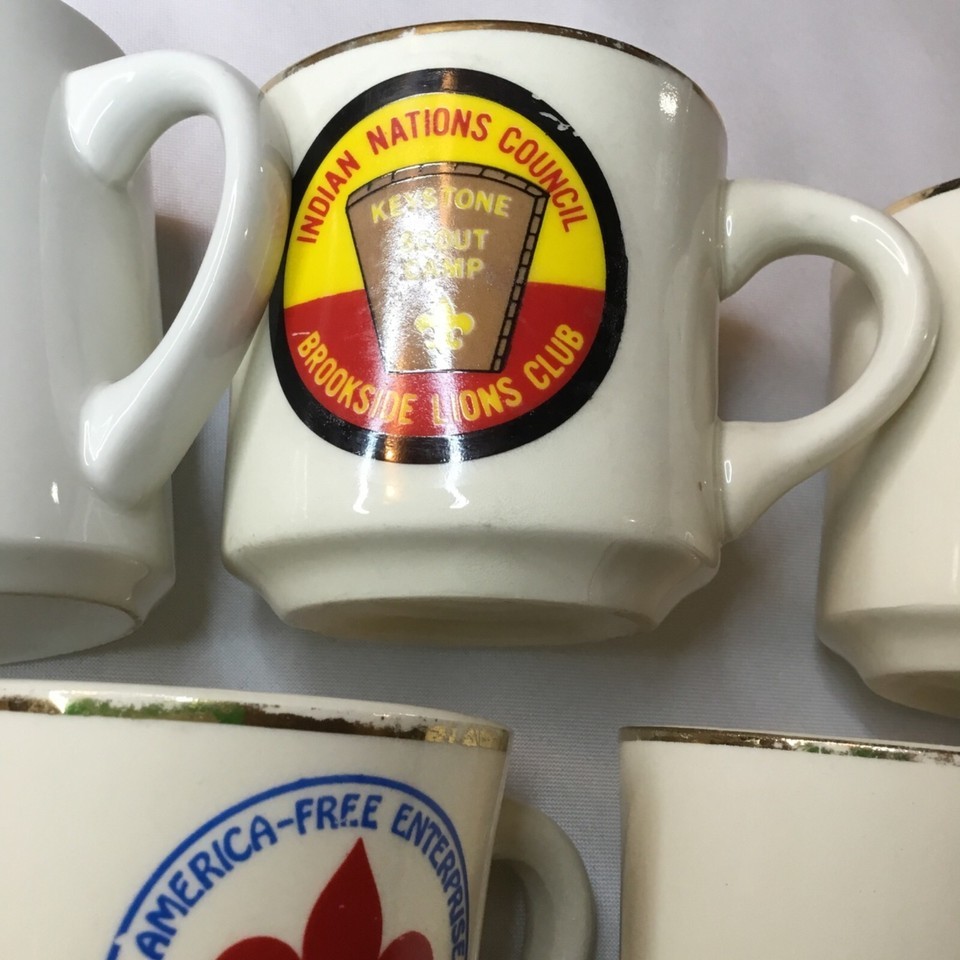 INDIAN NATIONS COUNCIL
KEYSTONE
SCOUT
CAMP
BROOKSIDE LIONS CLUB
AMERICA-FREE ENTERPRISE